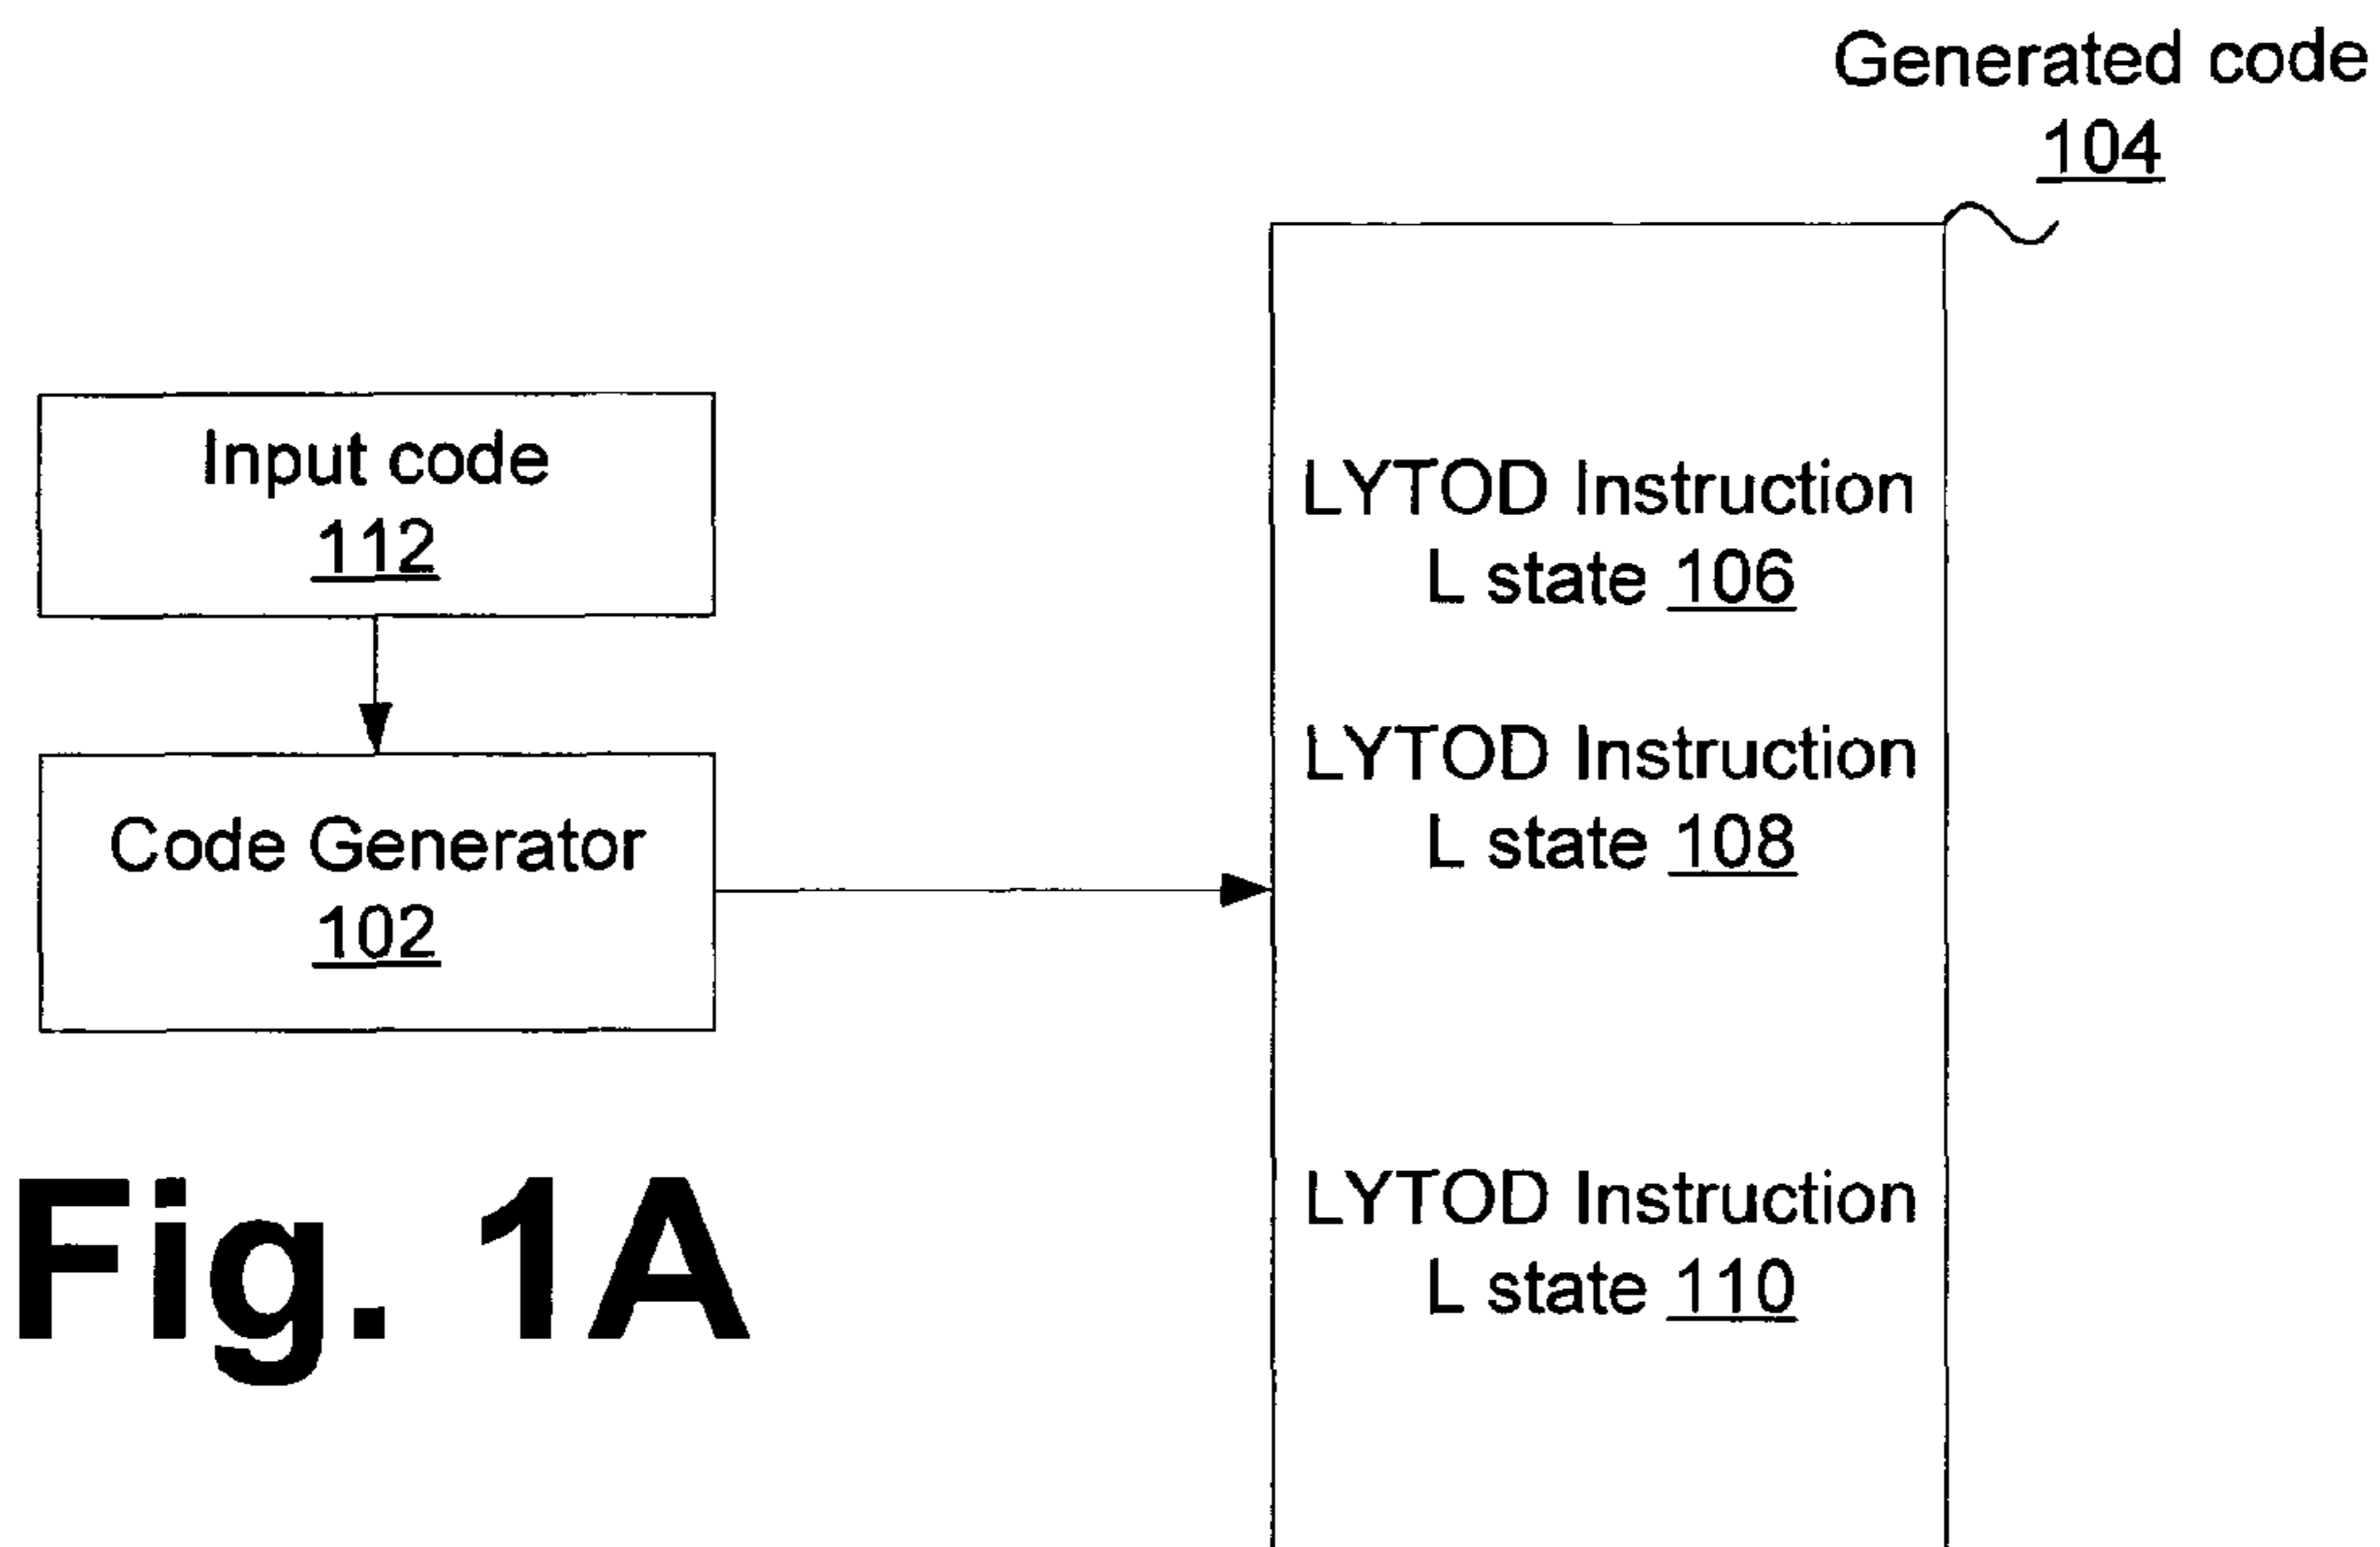 Generated code
104
Input code
112
Code Generator
102
LYTOD Instruction
L state 106
LYTOD Instruction
L state 108
LYTOD Instruction
L state 110
Fig. 1A